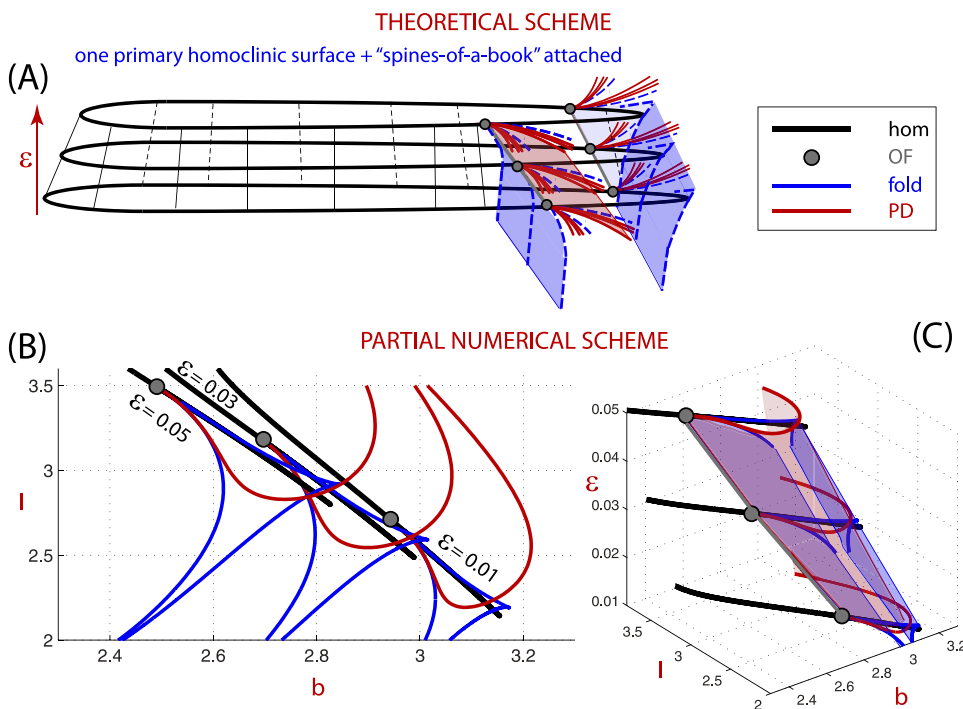 THEORETICAL SCHEME
one primary homoclinic surface + “spines-of-a-book” attached
(A)
ε
hom
OF
fold
PD
PARTIAL NUMERICAL SCHEME
(B)
ε = 0.05
ε = 0.03
ε = 0.01
3.5
3
2.5
2
I
2.4
2.6
2.8
3
3.2
b
(C)
0.05
0.04
0.03
0.02
0.01
ε
3.5
3
2.5
2
I
2.4
2.6
2.8
3
3.2
b